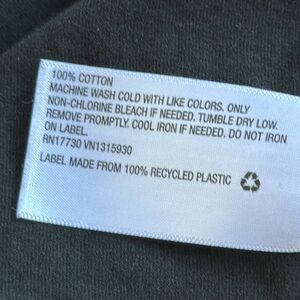 100% COTTON
MACHINE WASH COLD WITH LIKE COLORS. ONLY
NON-CHLORINE BLEACH IF NEEDED. TUMBLE DRY LOW.
REMOVE PROMPTLY. COOL IRON IF NEEDED. DO NOT IRON
ON LABEL.
RN17730 VN1315930
LABEL MADE FROM 100% RECYCLED PLASTIC